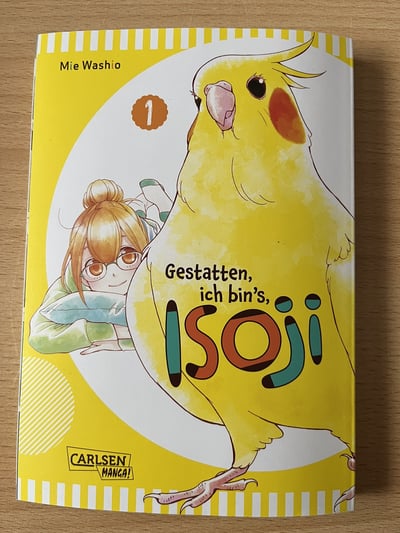 Mie Washio
1
Gestatten,
ich bin's,
ISOji
CARLSEN
MANGA!